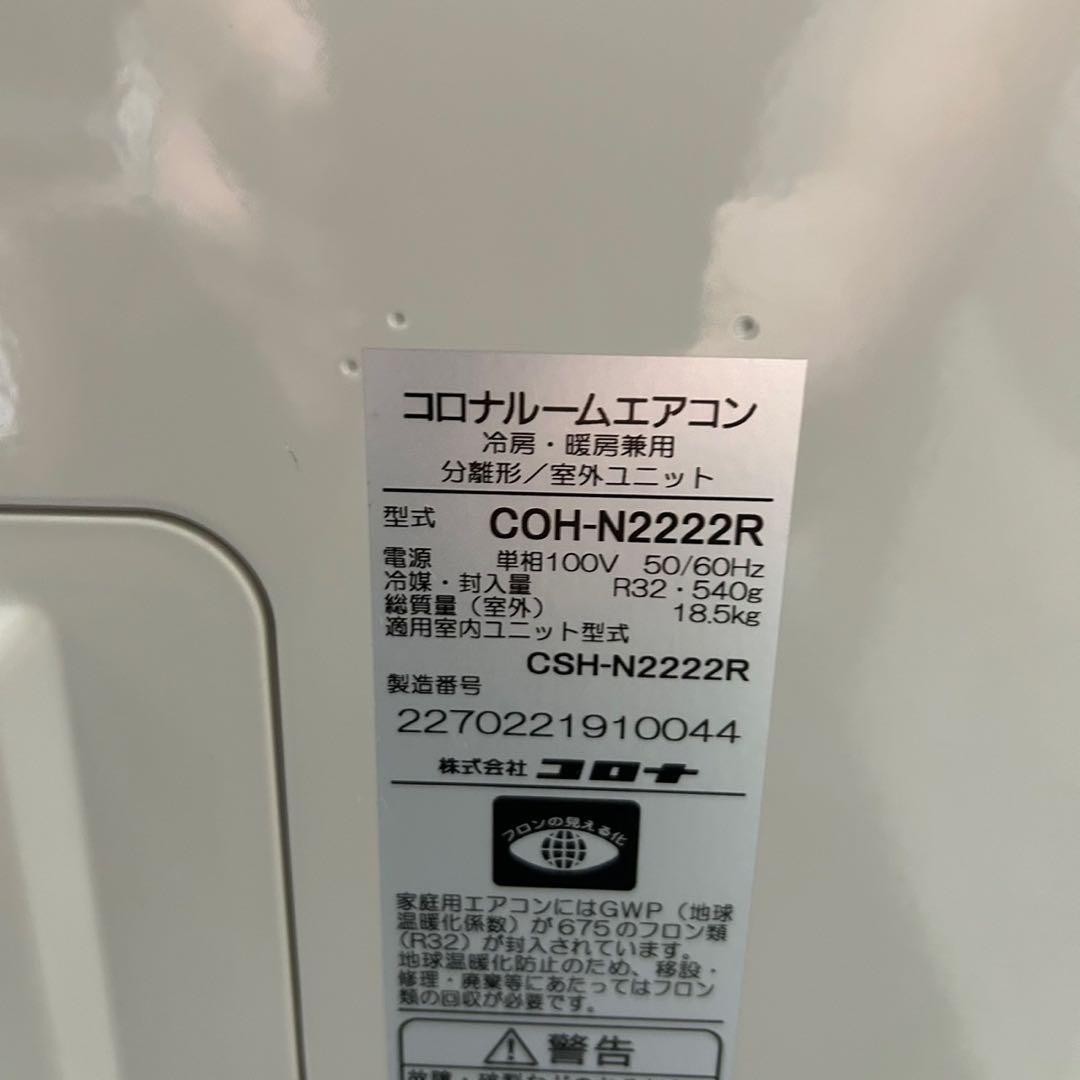 コロナルームエアコン
冷房・暖房兼用
分離形／室外ユニット
型式 COH-N2222R
電源 単相100V 50/60Hz
冷媒・封入量 R32・540g
総質量（室外） 18.5kg
適用室内ユニット型式
CSH-N2222R
製造番号
2270221910044
株式会社 コロナ
フロンの見える化
家庭用エアコンにはGWP（地球
温暖化係数）が675のフロン類
（R32）が封入されています。
地球温暖化防止のため、移設・
修理・廃棄等にあたってはフロン
類の回収が必要です。
警告